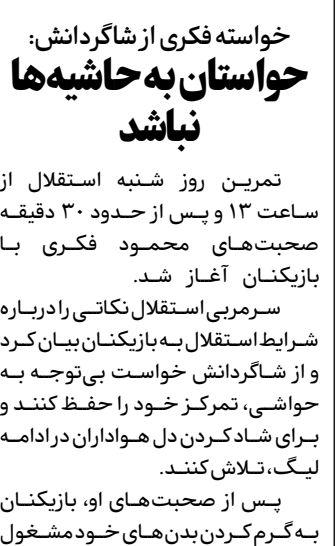 خواسته فکری از شاگردانش:
حواستان به حاشیه‌ها
نباشد
تمرین روز شنبه استقلال از
ساعت ۱۳ و پس از حدود ۳۰ دقیقه
صحبت‌های محمود فکری با
بازیکنان آغاز شد.
سرمربی استقلال نکاتی را درباره
شرایط استقلال به بازیکنان بیان کرد
و از شاگردانش خواست بی‌توجه به
حواشی، تمرکز خود را حفظ کنند و
برای شاد کردن دل هواداران در ادامه
لیگ، تلاش کنند.
پس از صحبت‌های او، بازیکنان
به گرم کردن بدن‌های خود مشغول